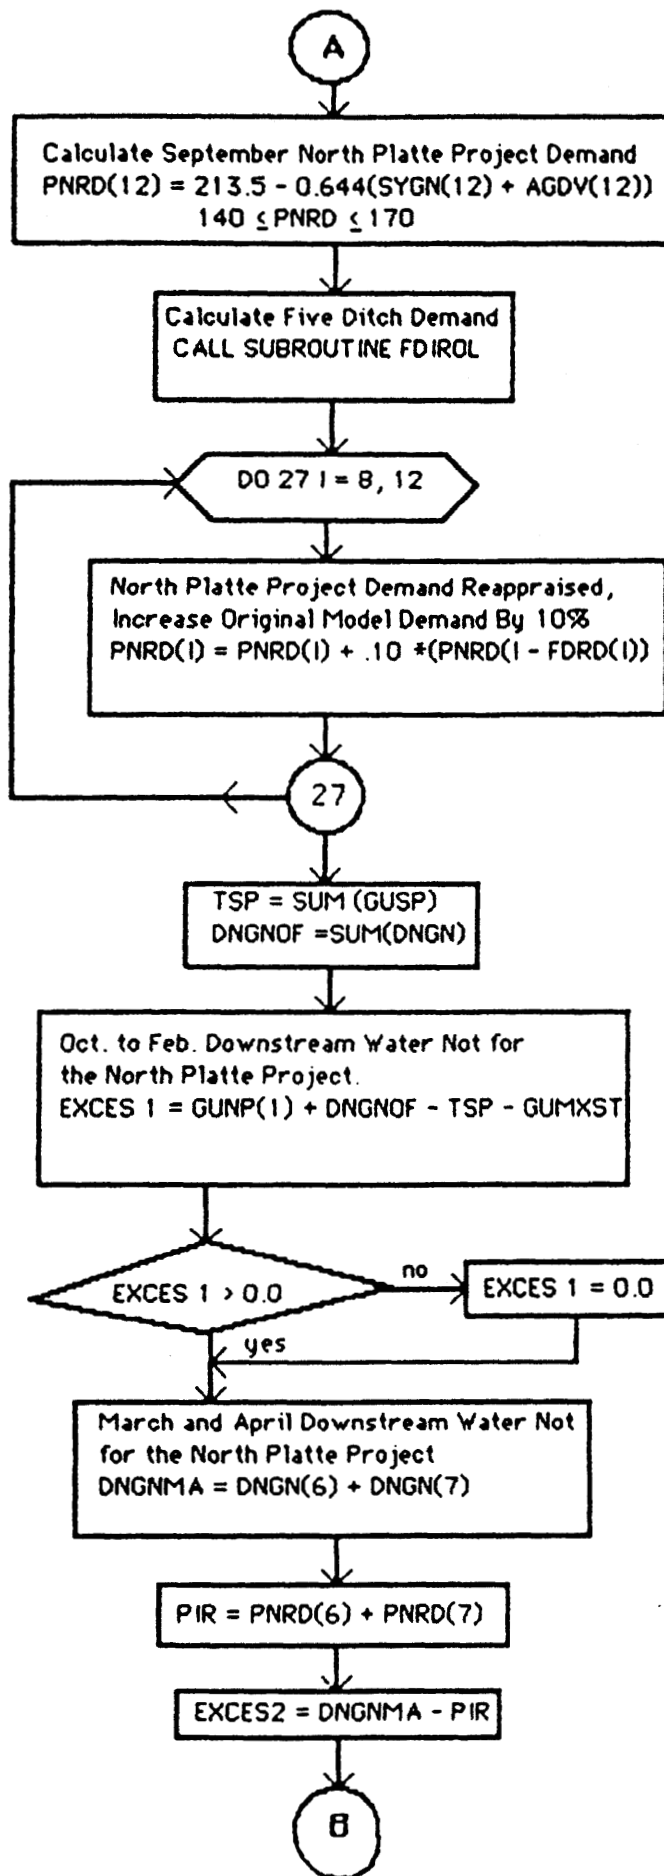 A
Calculate September North Platte Project Demand
PNRD(12) = 213.5 - 0.644(SYGN(12) + AGDV(12))
140 ≤ PNRD ≤ 170
Calculate Five Ditch Demand
CALL SUBROUTINE FDIROL
DO 27 I = 8, 12
North Platte Project Demand Reappraised,
Increase Original Model Demand By 10%
PNRD(I) = PNRD(I) + .10 *(PNRD(I - FDRD(I))
27
TSP = SUM (GUSP)
DNGNOF =SUM(DNGN)
Oct. to Feb. Downstream Water Not for
the North Platte Project.
EXCES 1 = GUNP(1) + DNGNOF - TSP - GUMXST
EXCES 1 > 0.0
no
EXCES 1 = 0.0
yes
March and April Downstream Water Not
for the North Platte Project
DNGNMA = DNGN(6) + DNGN(7)
PIR = PNRD(6) + PNRD(7)
EXCES2 = DNGNMA - PIR
B